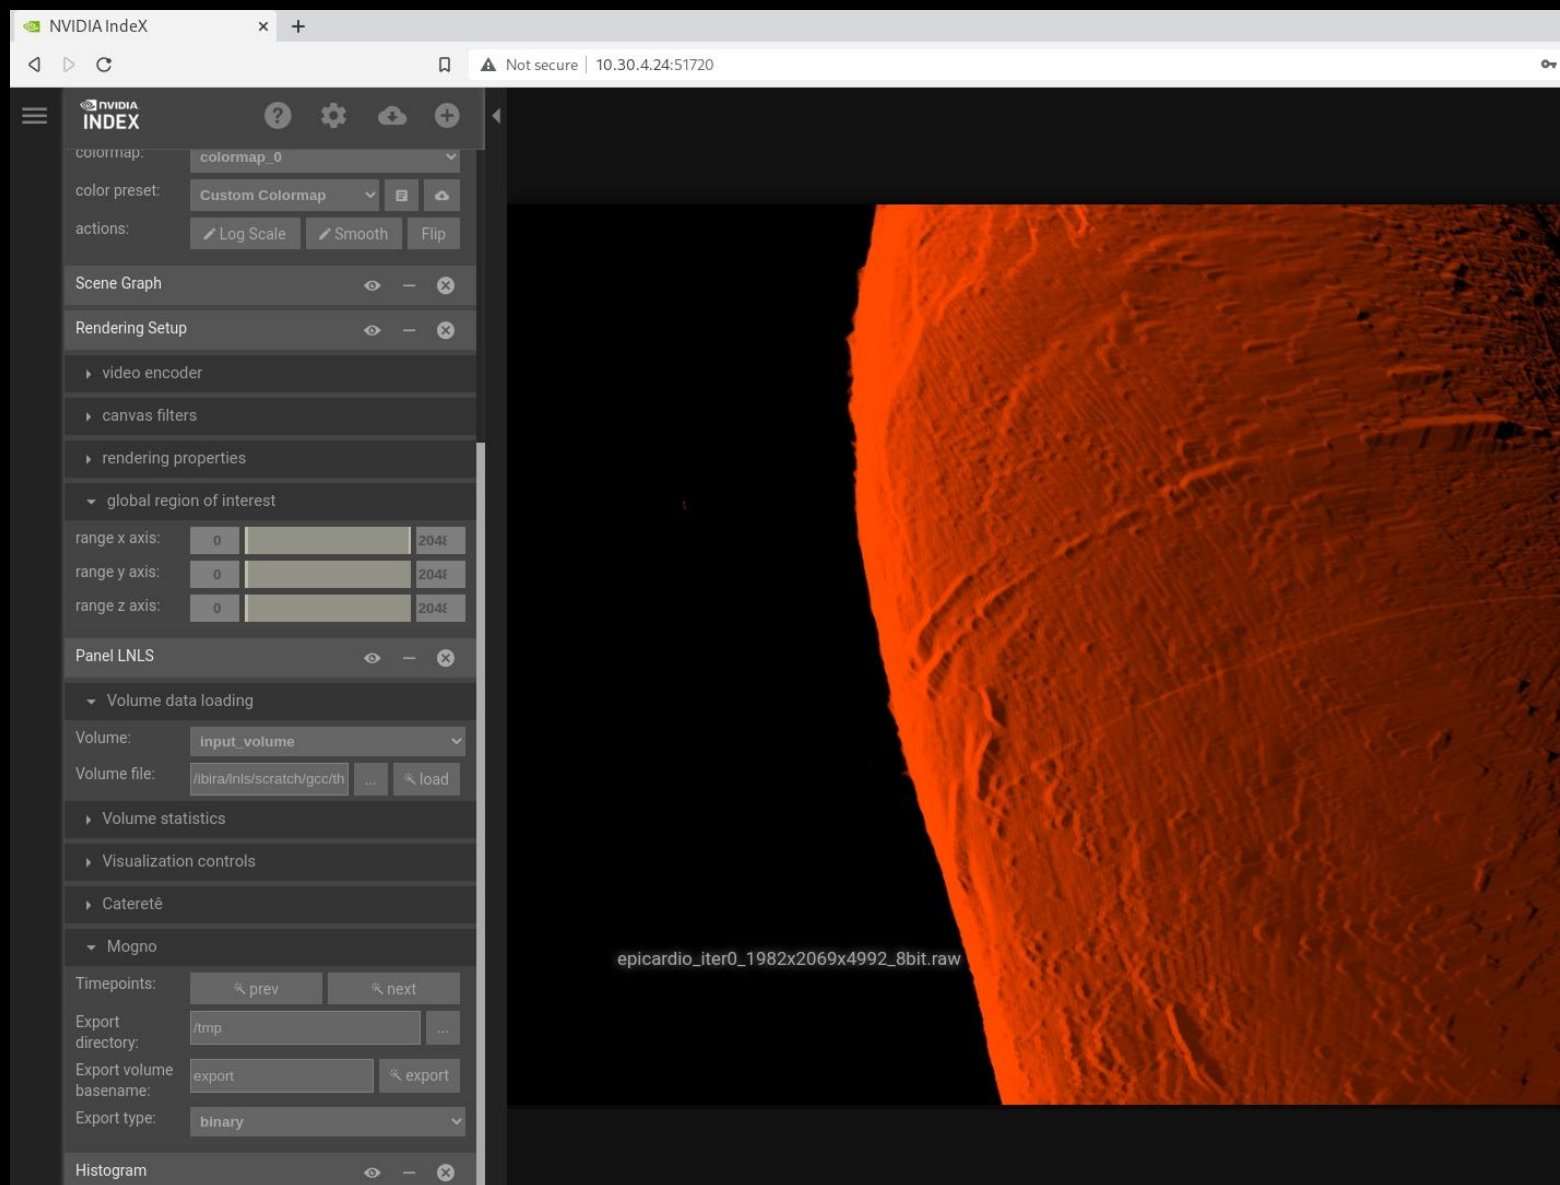 NVIDIA IndeX
Not secure 10.30.4.24:51720
NVIDIA
INDEX
colormap: colormap_0
color preset: Custom Colormap
actions: Log Scale Smooth Flip
Scene Graph
Rendering Setup
video encoder
canvas filters
rendering properties
global region of interest
range x axis: 0 2048
range y axis: 0 2048
range z axis: 0 2048
Panel LNLS
Volume data loading
Volume: input_volume
Volume file: /ibira/lnls/scratch/gcc/th ... load
Volume statistics
Visualization controls
Cateretê
Mogno
Timepoints: prev next
Export
directory: /tmp ...
Export volume
basename: export export
Export type: binary
Histogram
epicardio_iter0_1982x2069x4992_8bit.raw